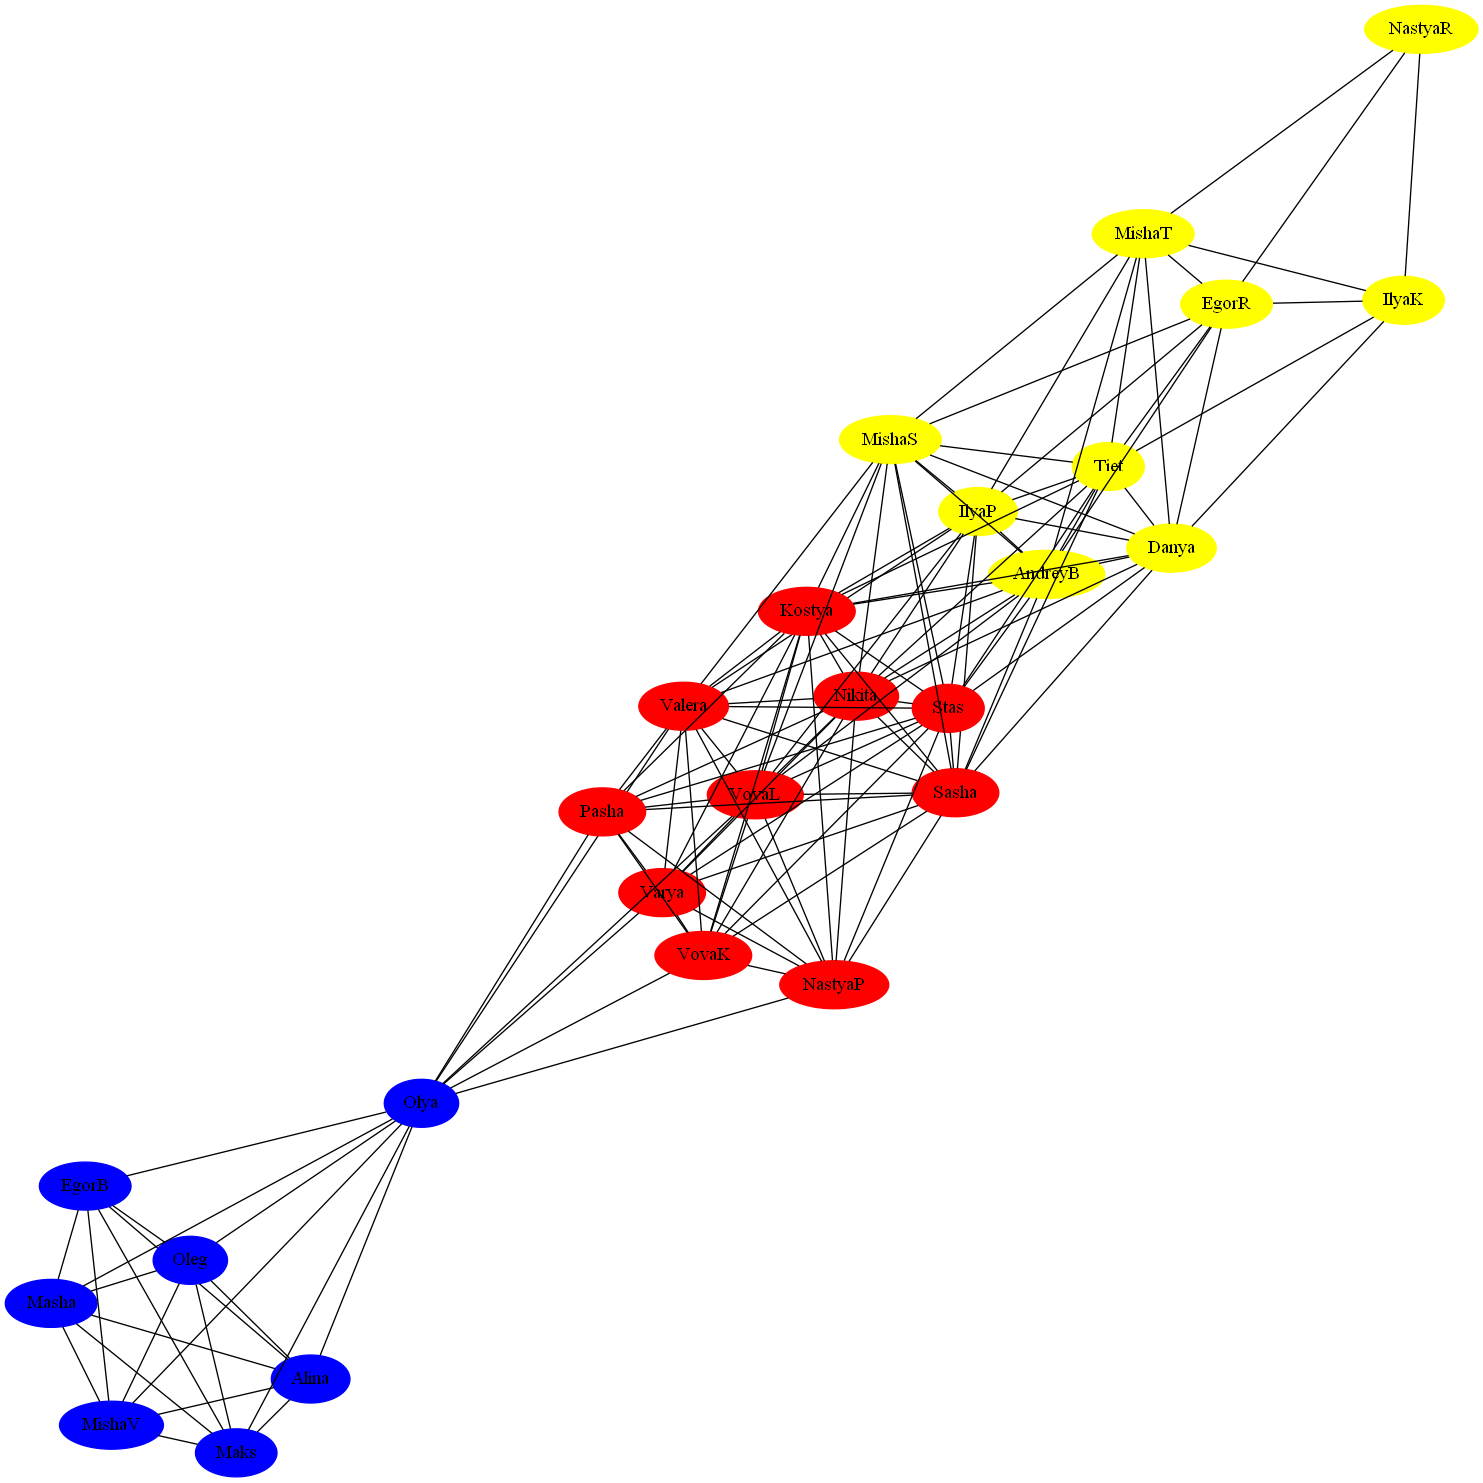 NastyaR
MishaT
EgorR
IlyaK
MishaS
Tief
IlyaP
Danya
AndreyB
Kostya
Nikita
Valera
Stas
VovaL
Sasha
Pasha
Varya
VovaK
NastyaP
Olya
EgorB
Oleg
Masha
Alina
MishaV
Maks